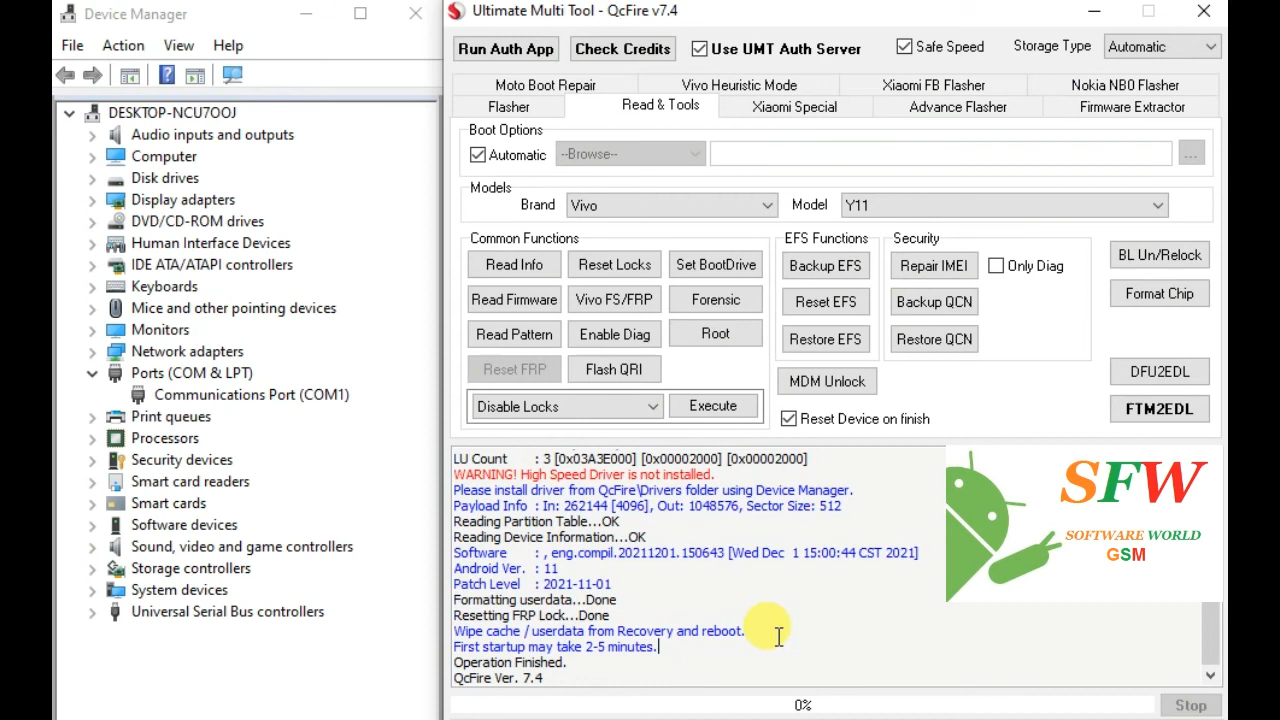 Device Manager
File Action View Help
DESKTOP-NCU7OOJ
Audio inputs and outputs
Computer
Disk drives
Display adapters
DVD/CD-ROM drives
Human Interface Devices
IDE ATA/ATAPI controllers
Keyboards
Mice and other pointing devices
Monitors
Network adapters
Ports (COM & LPT)
Communications Port (COM1)
Print queues
Processors
Security devices
Smart card readers
Smart cards
Software devices
Sound, video and game controllers
Storage controllers
System devices
Universal Serial Bus controllers
Ultimate Multi Tool - QcFire v7.4
Run Auth App Check Credits Use UMT Auth Server Safe Speed Storage Type Automatic
Moto Boot Repair Vivo Heuristic Mode Xiaomi FB Flasher Nokia NB0 Flasher
Flasher Read & Tools Xiaomi Special Advance Flasher Firmware Extractor
Boot Options
Automatic --Browse-- ...
Models
Brand Vivo Model Y11
Common Functions EFS Functions Security
Read Info Reset Locks Set BootDrive Backup EFS Repair IMEI Only Diag BL Un/Relock
Read Firmware Vivo FS/FRP Forensic Reset EFS Backup QCN Format Chip
Read Pattern Enable Diag Root Restore EFS Restore QCN
Reset FRP Flash QRI MDM Unlock DFU2EDL
Disable Locks Execute Reset Device on finish FTM2EDL
LU Count : 3 [0x03A3E000] [0x00002000] [0x00002000]
WARNING! High Speed Driver is not installed.
Please install driver from QcFire\Drivers folder using Device Manager.
Payload Info : In: 262144 [4096], Out: 1048576, Sector Size: 512
Reading Partition Table...OK
Reading Device Information...OK
Software : , eng.compil.20211201.150643 [Wed Dec 1 15:00:44 CST 2021]
Android Ver. : 11
Patch Level : 2021-11-01
Formatting userdata...Done
Resetting FRP Lock...Done
Wipe cache / userdata from Recovery and reboot.
First startup may take 2-5 minutes.
Operation Finished.
QcFire Ver. 7.4
SFW
SOFTWARE WORLD
GSM
0% Stop